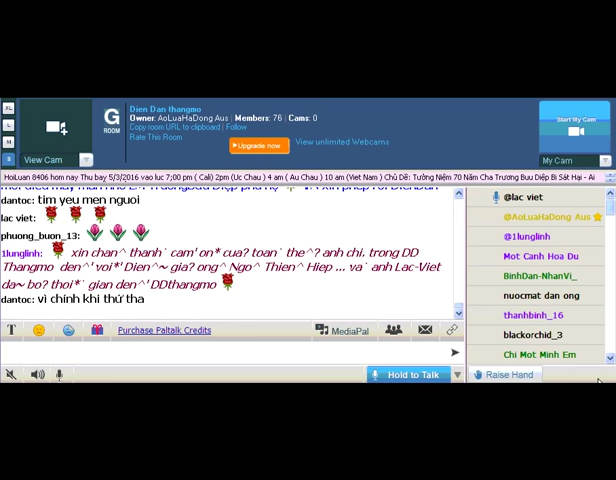 XL
L
M
S
View Cam
G
ROOM
Dien Dan thangmo
Owner: AoLuaHaDong Aus | Members: 76 | Cams: 0
Copy room URL to clipboard | Follow
Rate This Room
Upgrade now
View unlimited Webcams
Start My Cam
My Cam
HoiLuan 8406 hom nay Thu bay 5/3/2016 vao luc 7;00 pm ( Cali) 2pm (Uc Chau ) 4 am ( Au Chau ) 10 am (Viet Nam ) Chủ Đề: Tường Niệm 70 Năm Cha Trương Bưu Diệp Bi Sát Hại - Ai
dantoc: tim yeu men nguoi
lac viet:
phuong_buon_13:
1lunglinh: xin chan^ thanh` cam' on* cua? toan` the^? anh chi, trong DD
Thangmo den^' voi*' Dien^~ gia? ong^ Ngo^ Thien^ Hiep ... va` anh Lac-Viet
da~ bo? thoi*` gian den^' DDthangmo
dantoc: vì chính khi thứ tha
T
Purchase Paltalk Credits
MediaPal
Hold to Talk
@lac viet
@AoLuaHaDong Aus
@1lunglinh
Mot Canh Hoa Du
BinhDan-NhanVi_
nuocmat dan ong
thanhbinh_16
blackorchid_3
Chi Mot Minh Em
Raise Hand